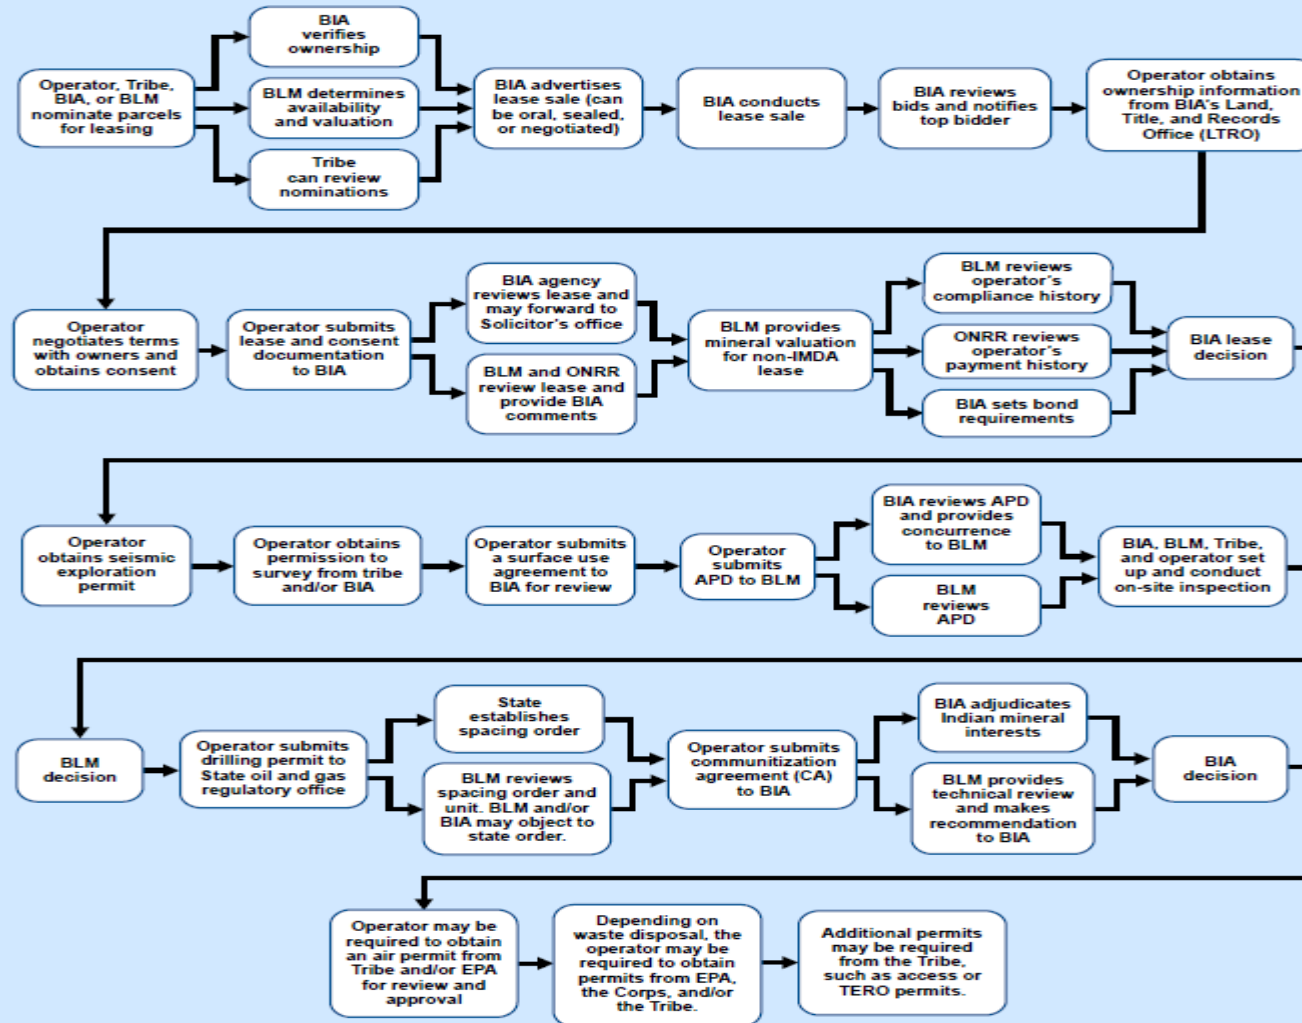 BIA
verifies
ownership
Operator, Tribe,
BIA, or BLM
nominate parcels
for leasing
BLM determines
availability
and valuation
Tribe
can review
nominations
BIA advertises
lease sale (can
be oral, sealed,
or negotiated)
BIA conducts
lease sale
BIA reviews
bids and notifies
top bidder
Operator obtains
ownership information
from BIA's Land,
Title, and Records
Office (LTRO)
Operator
negotiates terms
with owners and
obtains consent
Operator submits
lease and consent
documentation
to BIA
BIA agency
reviews lease and
may forward to
Solicitor's office
BLM and ONRR
review lease and
provide BIA
comments
BLM provides
mineral valuation
for non-IMDA
lease
BLM reviews
operator's
compliance history
ONRR reviews
operator's
payment history
BIA sets bond
requirements
BIA lease
decision
Operator
obtains seismic
exploration
permit
Operator obtains
permission to
survey from tribe
and/or BIA
Operator submits
a surface use
agreement to
BIA for review
Operator
submits
APD to BLM
BIA reviews APD
and provides
concurrence
to BLM
BLM
reviews
APD
BIA, BLM, Tribe,
and operator set
up and conduct
on-site inspection
BLM
decision
Operator submits
drilling permit to
State oil and gas
regulatory office
State
establishes
spacing order
BLM reviews
spacing order and
unit. BLM and/or
BIA may object to
state order.
Operator submits
communitization
agreement (CA)
to BIA
BIA adjudicates
Indian mineral
interests
BLM provides
technical review
and makes
recommendation
to BIA
BIA
decision
Operator may be
required to obtain
an air permit from
Tribe and/or EPA
for review and
approval
Depending on
waste disposal, the
operator may be
required to obtain
permits from EPA,
the Corps, and/or
the Tribe.
Additional permits
may be required
from the Tribe,
such as access or
TERO permits.